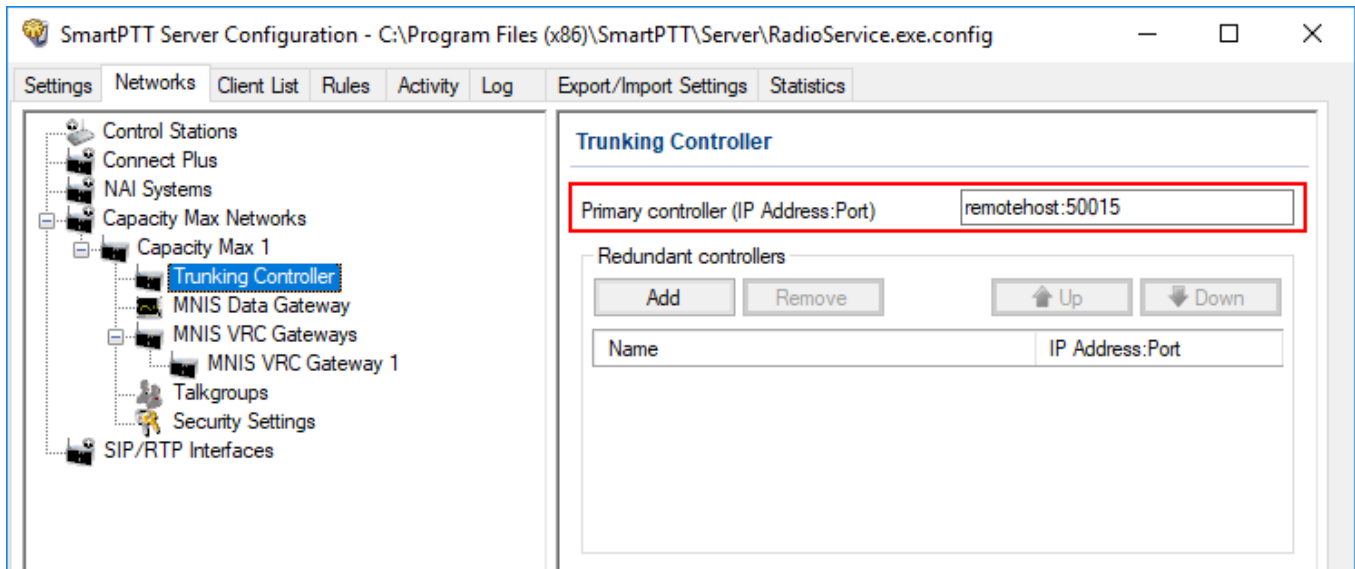 SmartPTT Server Configuration - C:\Program Files (x86)\SmartPTT\Server\RadioService.exe.config
Settings Networks Client List Rules Activity Log Export/Import Settings Statistics
Control Stations
Connect Plus
NAI Systems
Capacity Max Networks
Capacity Max 1
Trunking Controller
MNIS Data Gateway
MNIS VRC Gateways
MNIS VRC Gateway 1
Talkgroups
Security Settings
SIP/RTP Interfaces
Trunking Controller
Primary controller (IP Address:Port) remotehost:50015
Redundant controllers
Add Remove Up Down
Name IP Address:Port